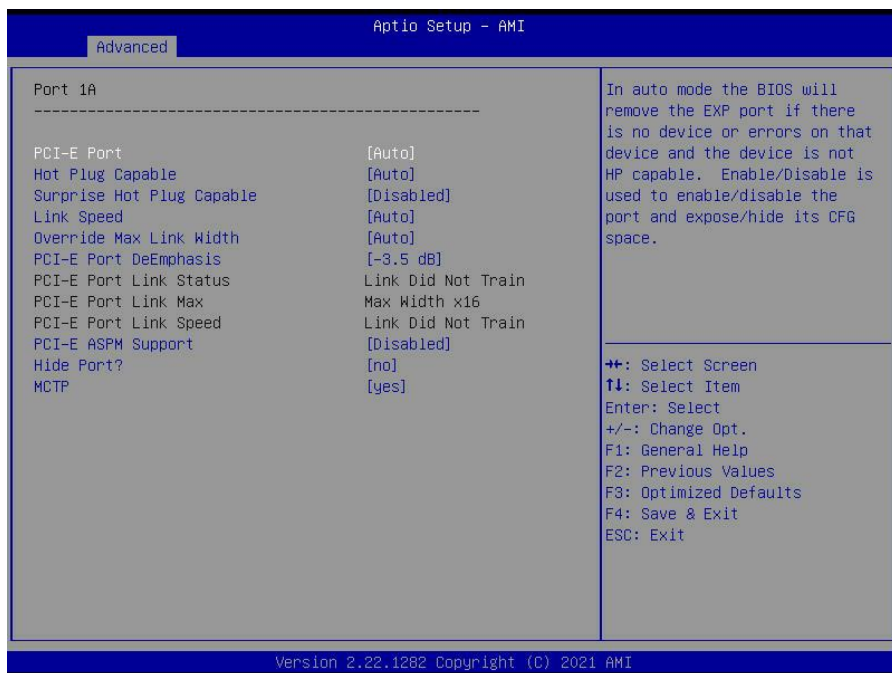 Aptio Setup – AMI
Advanced
Port 1A
--------------------------------------------------
PCI-E Port [Auto]
Hot Plug Capable [Auto]
Surprise Hot Plug Capable [Disabled]
Link Speed [Auto]
Override Max Link Width [Auto]
PCI-E Port DeEmphasis [-3.5 dB]
PCI-E Port Link Status Link Did Not Train
PCI-E Port Link Max Max Width x16
PCI-E Port Link Speed Link Did Not Train
PCI-E ASPM Support [Disabled]
Hide Port? [no]
MCTP [yes]
In auto mode the BIOS will
remove the EXP port if there
is no device or errors on that
device and the device is not
HP capable.  Enable/Disable is
used to enable/disable the
port and expose/hide its CFG
space.
→←: Select Screen
↑↓: Select Item
Enter: Select
+/-: Change Opt.
F1: General Help
F2: Previous Values
F3: Optimized Defaults
F4: Save & Exit
ESC: Exit
Version 2.22.1282 Copyright (C) 2021 AMI